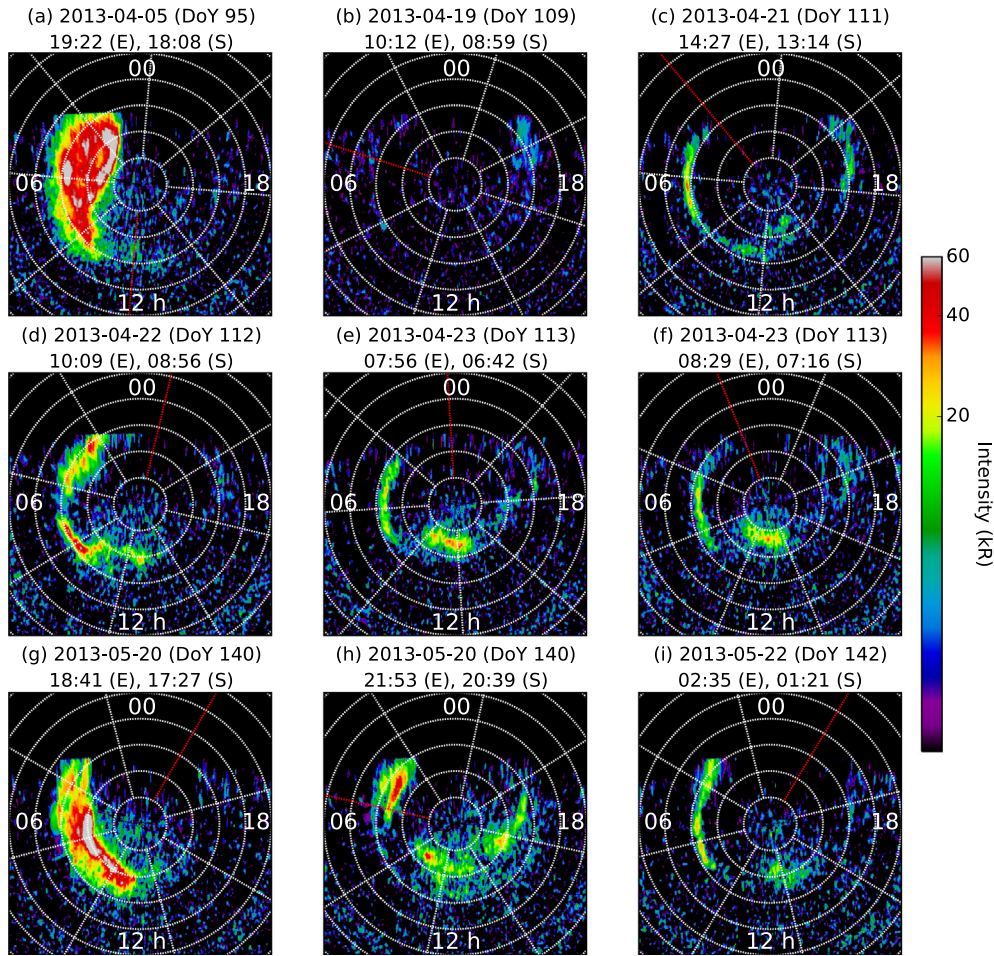 (a) 2013-04-05 (DoY 95)
19:22 (E), 18:08 (S)
(b) 2013-04-19 (DoY 109)
10:12 (E), 08:59 (S)
(c) 2013-04-21 (DoY 111)
14:27 (E), 13:14 (S)
00
06
18
12 h
00
06
18
12 h
00
06
18
12 h
(d) 2013-04-22 (DoY 112)
10:09 (E), 08:56 (S)
(e) 2013-04-23 (DoY 113)
07:56 (E), 06:42 (S)
(f) 2013-04-23 (DoY 113)
08:29 (E), 07:16 (S)
00
06
18
12 h
00
06
18
12 h
00
06
18
12 h
(g) 2013-05-20 (DoY 140)
18:41 (E), 17:27 (S)
(h) 2013-05-20 (DoY 140)
21:53 (E), 20:39 (S)
(i) 2013-05-22 (DoY 142)
02:35 (E), 01:21 (S)
00
06
18
12 h
00
06
18
12 h
00
06
18
12 h
60
40
20
Intensity (kR)